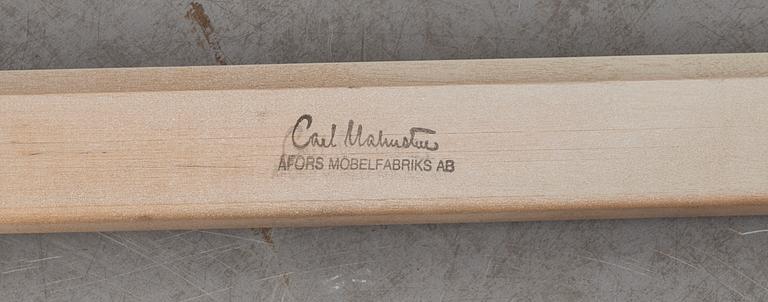 Carl Malmsten
ÅFORS MÖBELFABRIKS AB